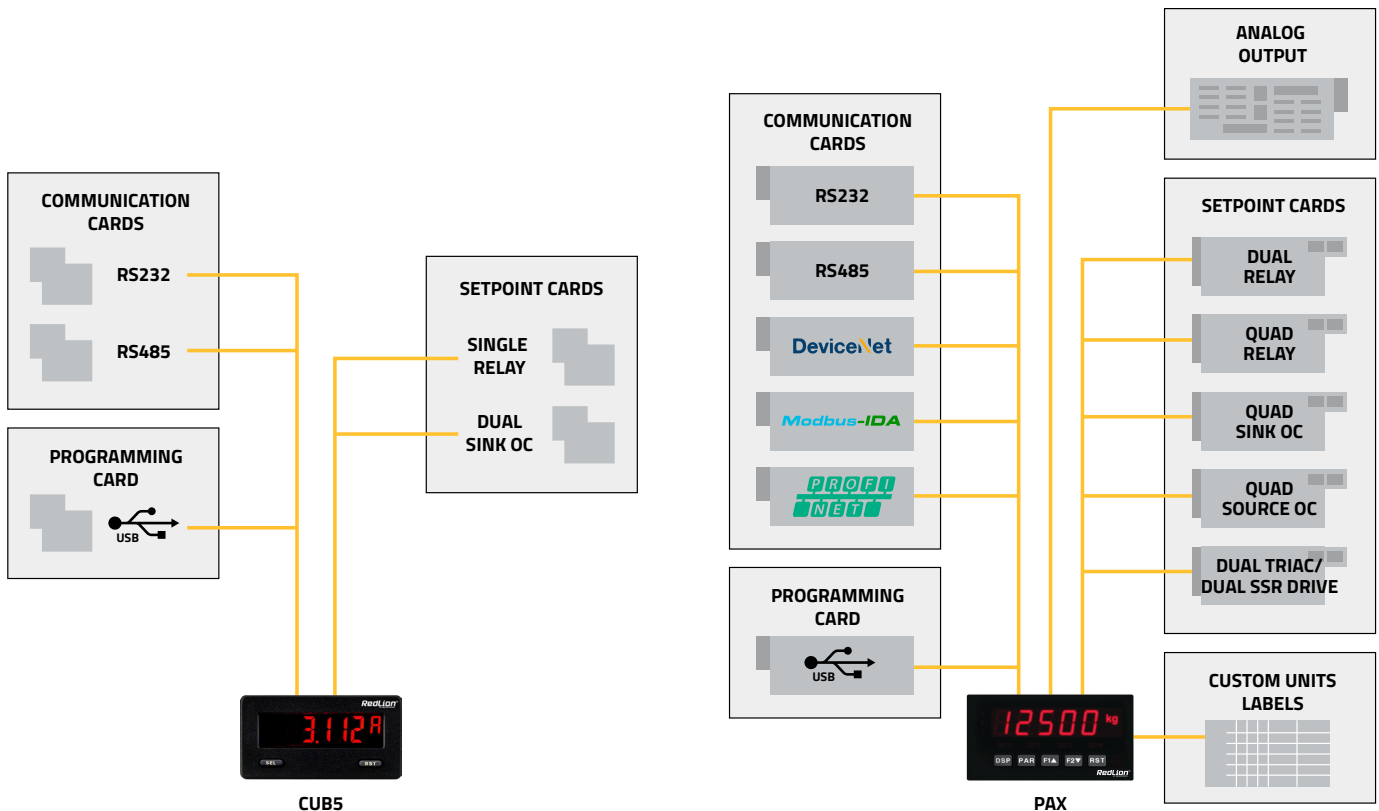 COMMUNICATION
CARDS
RS232
RS485
PROGRAMMING
CARD
USB
SETPOINT CARDS
SINGLE
RELAY
DUAL
SINK OC
RedLion
3.112A
SEL
RST
CUB5
COMMUNICATION
CARDS
RS232
RS485
DeviceNet
Modbus-IDA
PROFI
NET
PROGRAMMING
CARD
USB
ANALOG
OUTPUT
SETPOINT CARDS
DUAL
RELAY
QUAD
RELAY
QUAD
SINK OC
QUAD
SOURCE OC
DUAL TRIAC/
DUAL SSR DRIVE
CUSTOM UNITS
LABELS
12500 kg
DSP PAR F1▲ F2▼ RST
RedLion
PAX